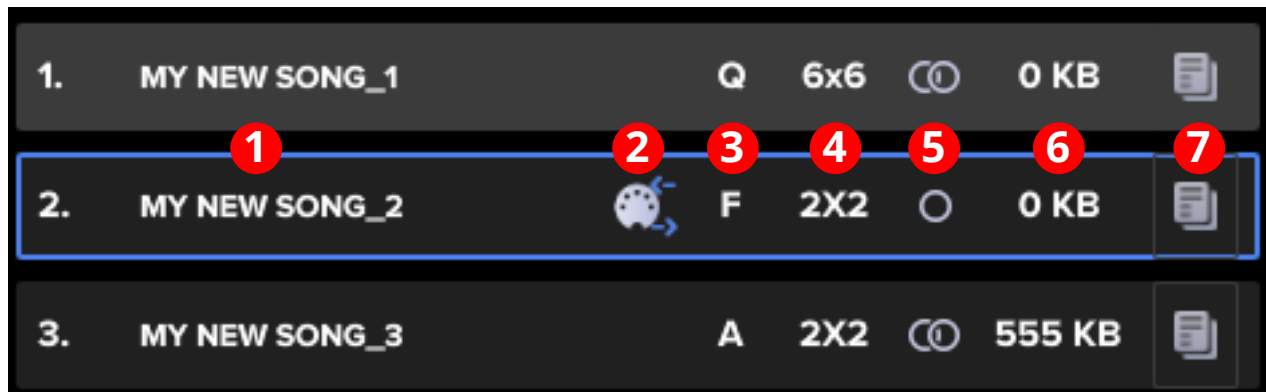 1. MY NEW SONG_1 Q 6x6 0 KB
1 2 3 4 5 6 7
2. MY NEW SONG_2 F 2X2 0 KB
3. MY NEW SONG_3 A 2X2 555 KB